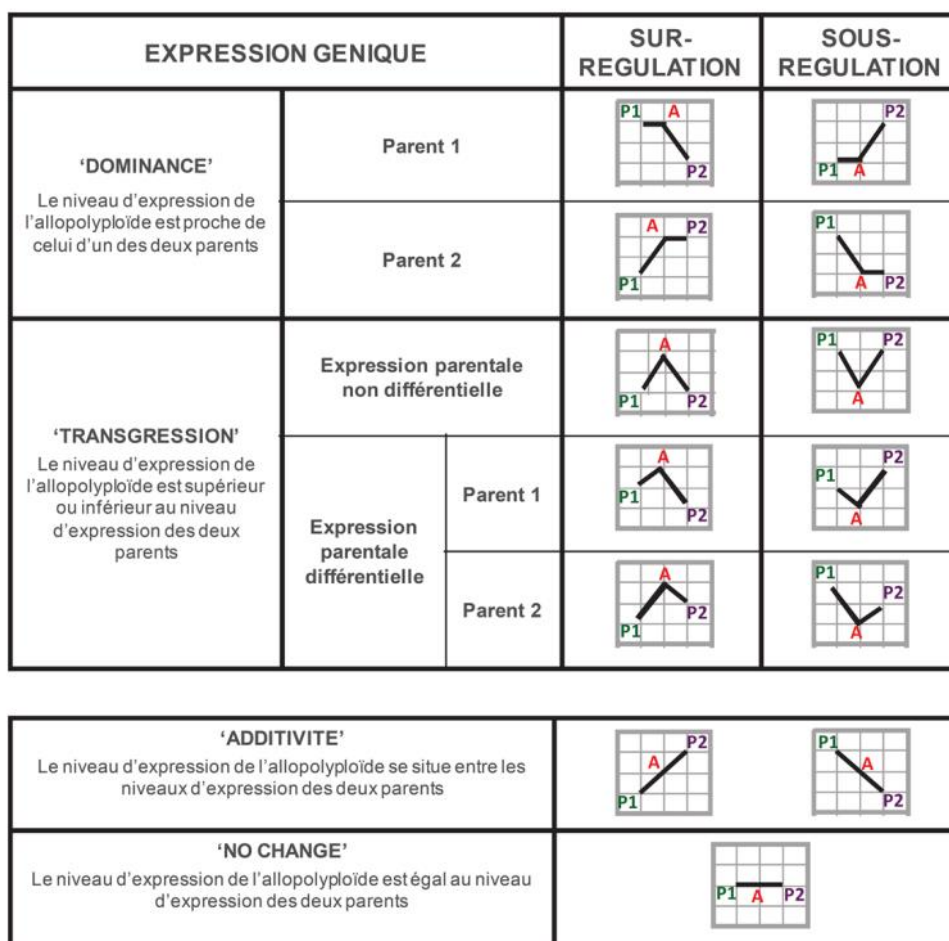 EXPRESSION GENIQUE
SUR-
REGULATION
SOUS-
REGULATION
‘DOMINANCE’
Le niveau d’expression de
l’allopolyploïde est proche de
celui d’un des deux parents
Parent 1
P1 A
P2
P2
P1 A
Parent 2
A P2
P1
P1
A P2
‘TRANSGRESSION’
Le niveau d’expression de
l’allopolyploïde est supérieur
ou inférieur au niveau
d’expression des deux
parents
Expression parentale
non différentielle
A
P1 P2
P1 P2
A
Expression
parentale
différentielle
Parent 1
A
P1
P2
P2
P1
A
Parent 2
A
P2
P1
P1
P2
A
‘ADDITIVITE’
Le niveau d’expression de l’allopolyploïde se situe entre les
niveaux d’expression des deux parents
P2
A
P1
P1
A
P2
‘NO CHANGE’
Le niveau d’expression de l’allopolyploïde est égal au niveau
d’expression des deux parents
P1 A P2